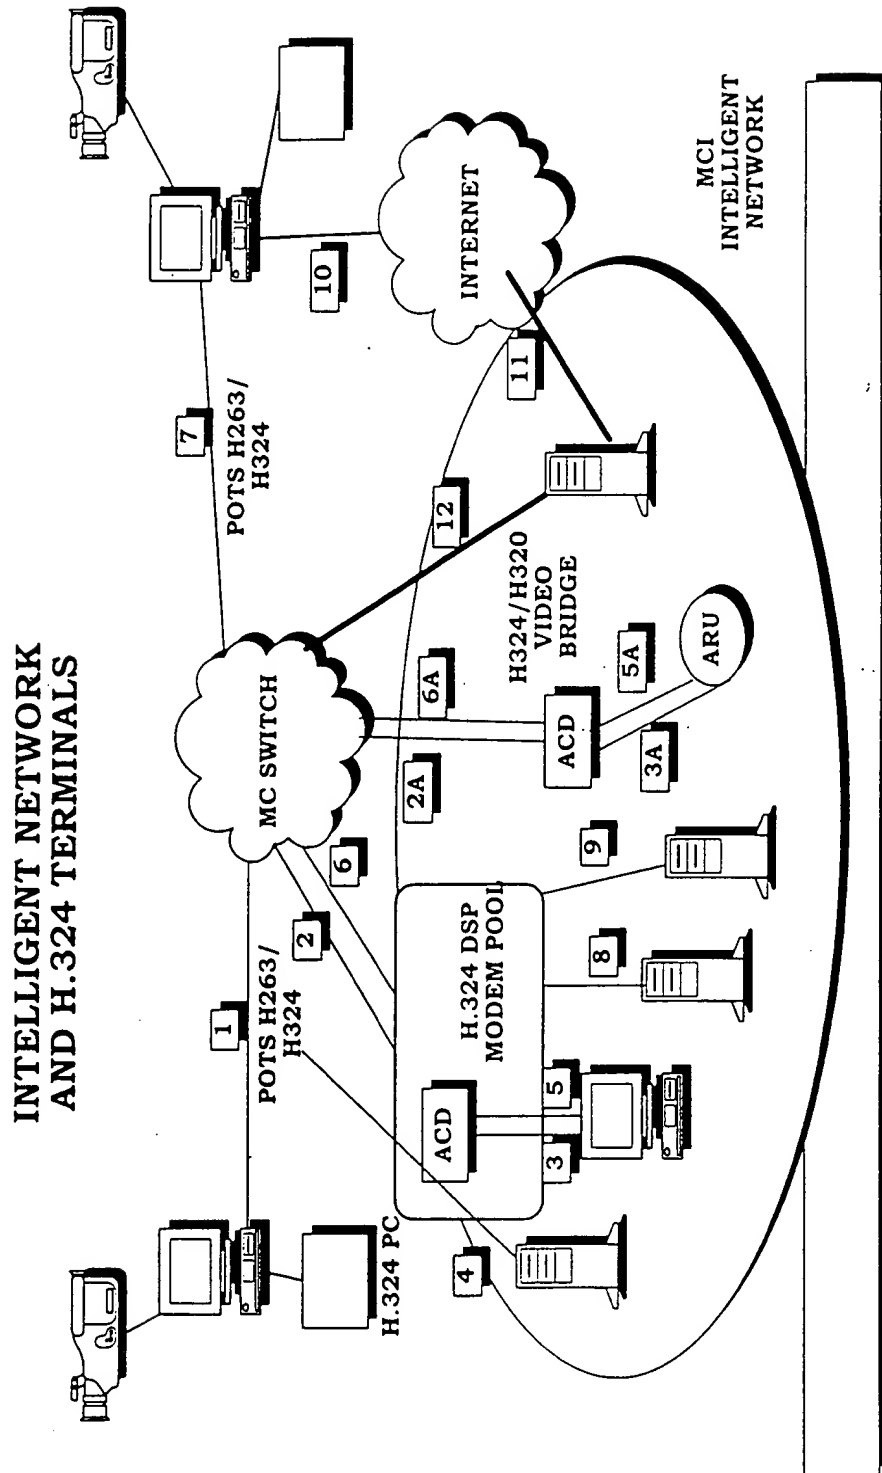 INTELLIGENT NETWORK
AND H.324 TERMINALS
1
POTS H263/
H324
7
POTS H263/
H324
H.324 PC
MC SWITCH
2
6
10
INTERNET
2A
6A
12
11
MCI
INTELLIGENT
NETWORK
4
ACD
H.324 DSP
MODEM POOL
3
5
8
9
ACD
3A
5A
ARU
H324/H320
VIDEO
BRIDGE